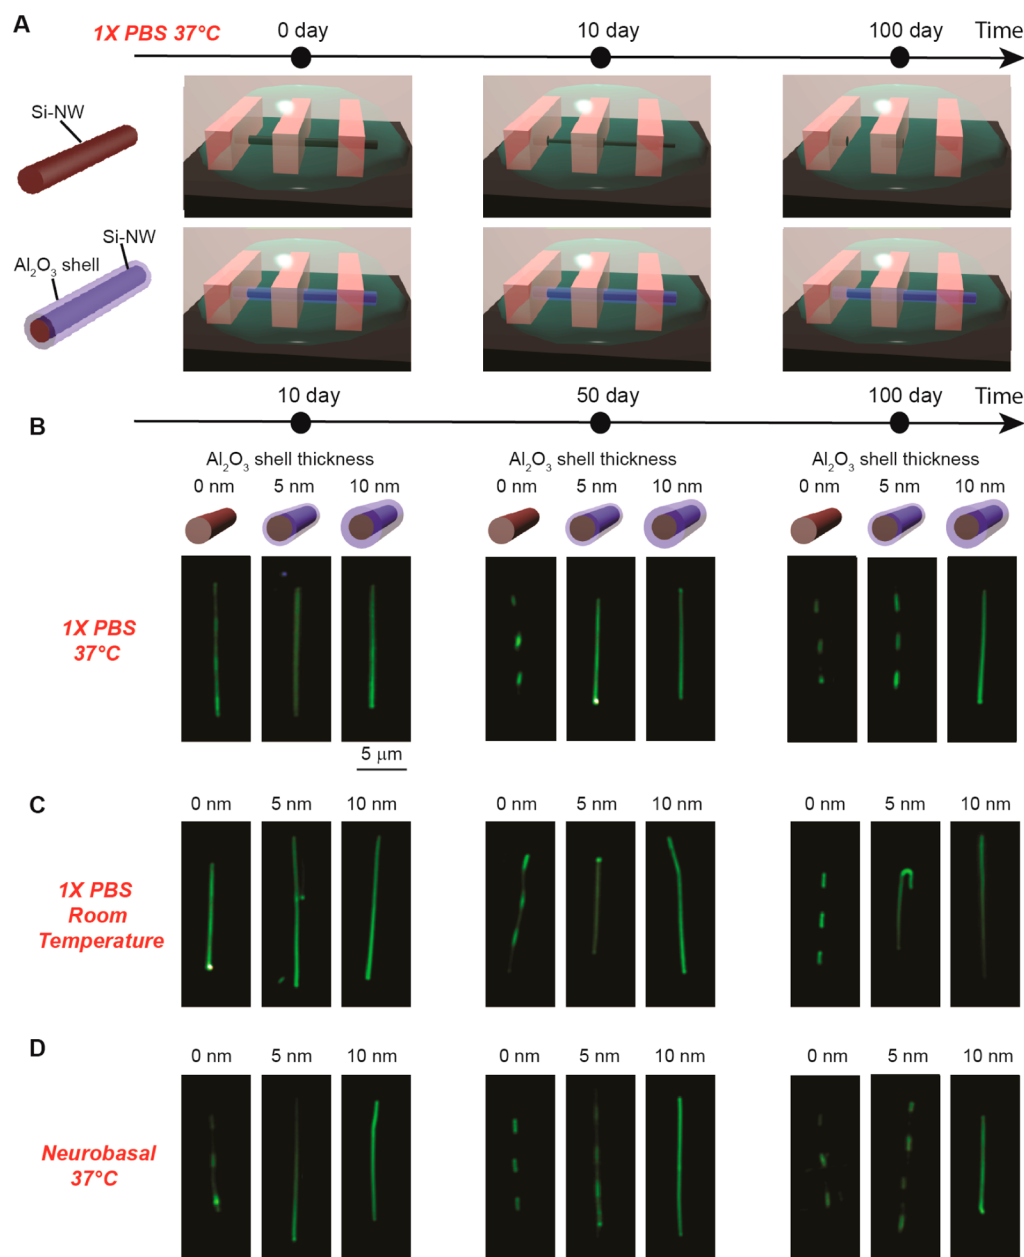 A
1X PBS 37°C
0 day
10 day
100 day
Time
Si-NW
Si-NW
Al₂O₃ shell
10 day
50 day
100 day
Time
B
Al₂O₃ shell thickness
Al₂O₃ shell thickness
Al₂O₃ shell thickness
0 nm
5 nm
10 nm
0 nm
5 nm
10 nm
0 nm
5 nm
10 nm
1X PBS
37°C
5 μm
C
0 nm
5 nm
10 nm
0 nm
5 nm
10 nm
0 nm
5 nm
10 nm
1X PBS
Room
Temperature
D
0 nm
5 nm
10 nm
0 nm
5 nm
10 nm
0 nm
5 nm
10 nm
Neurobasal
37°C